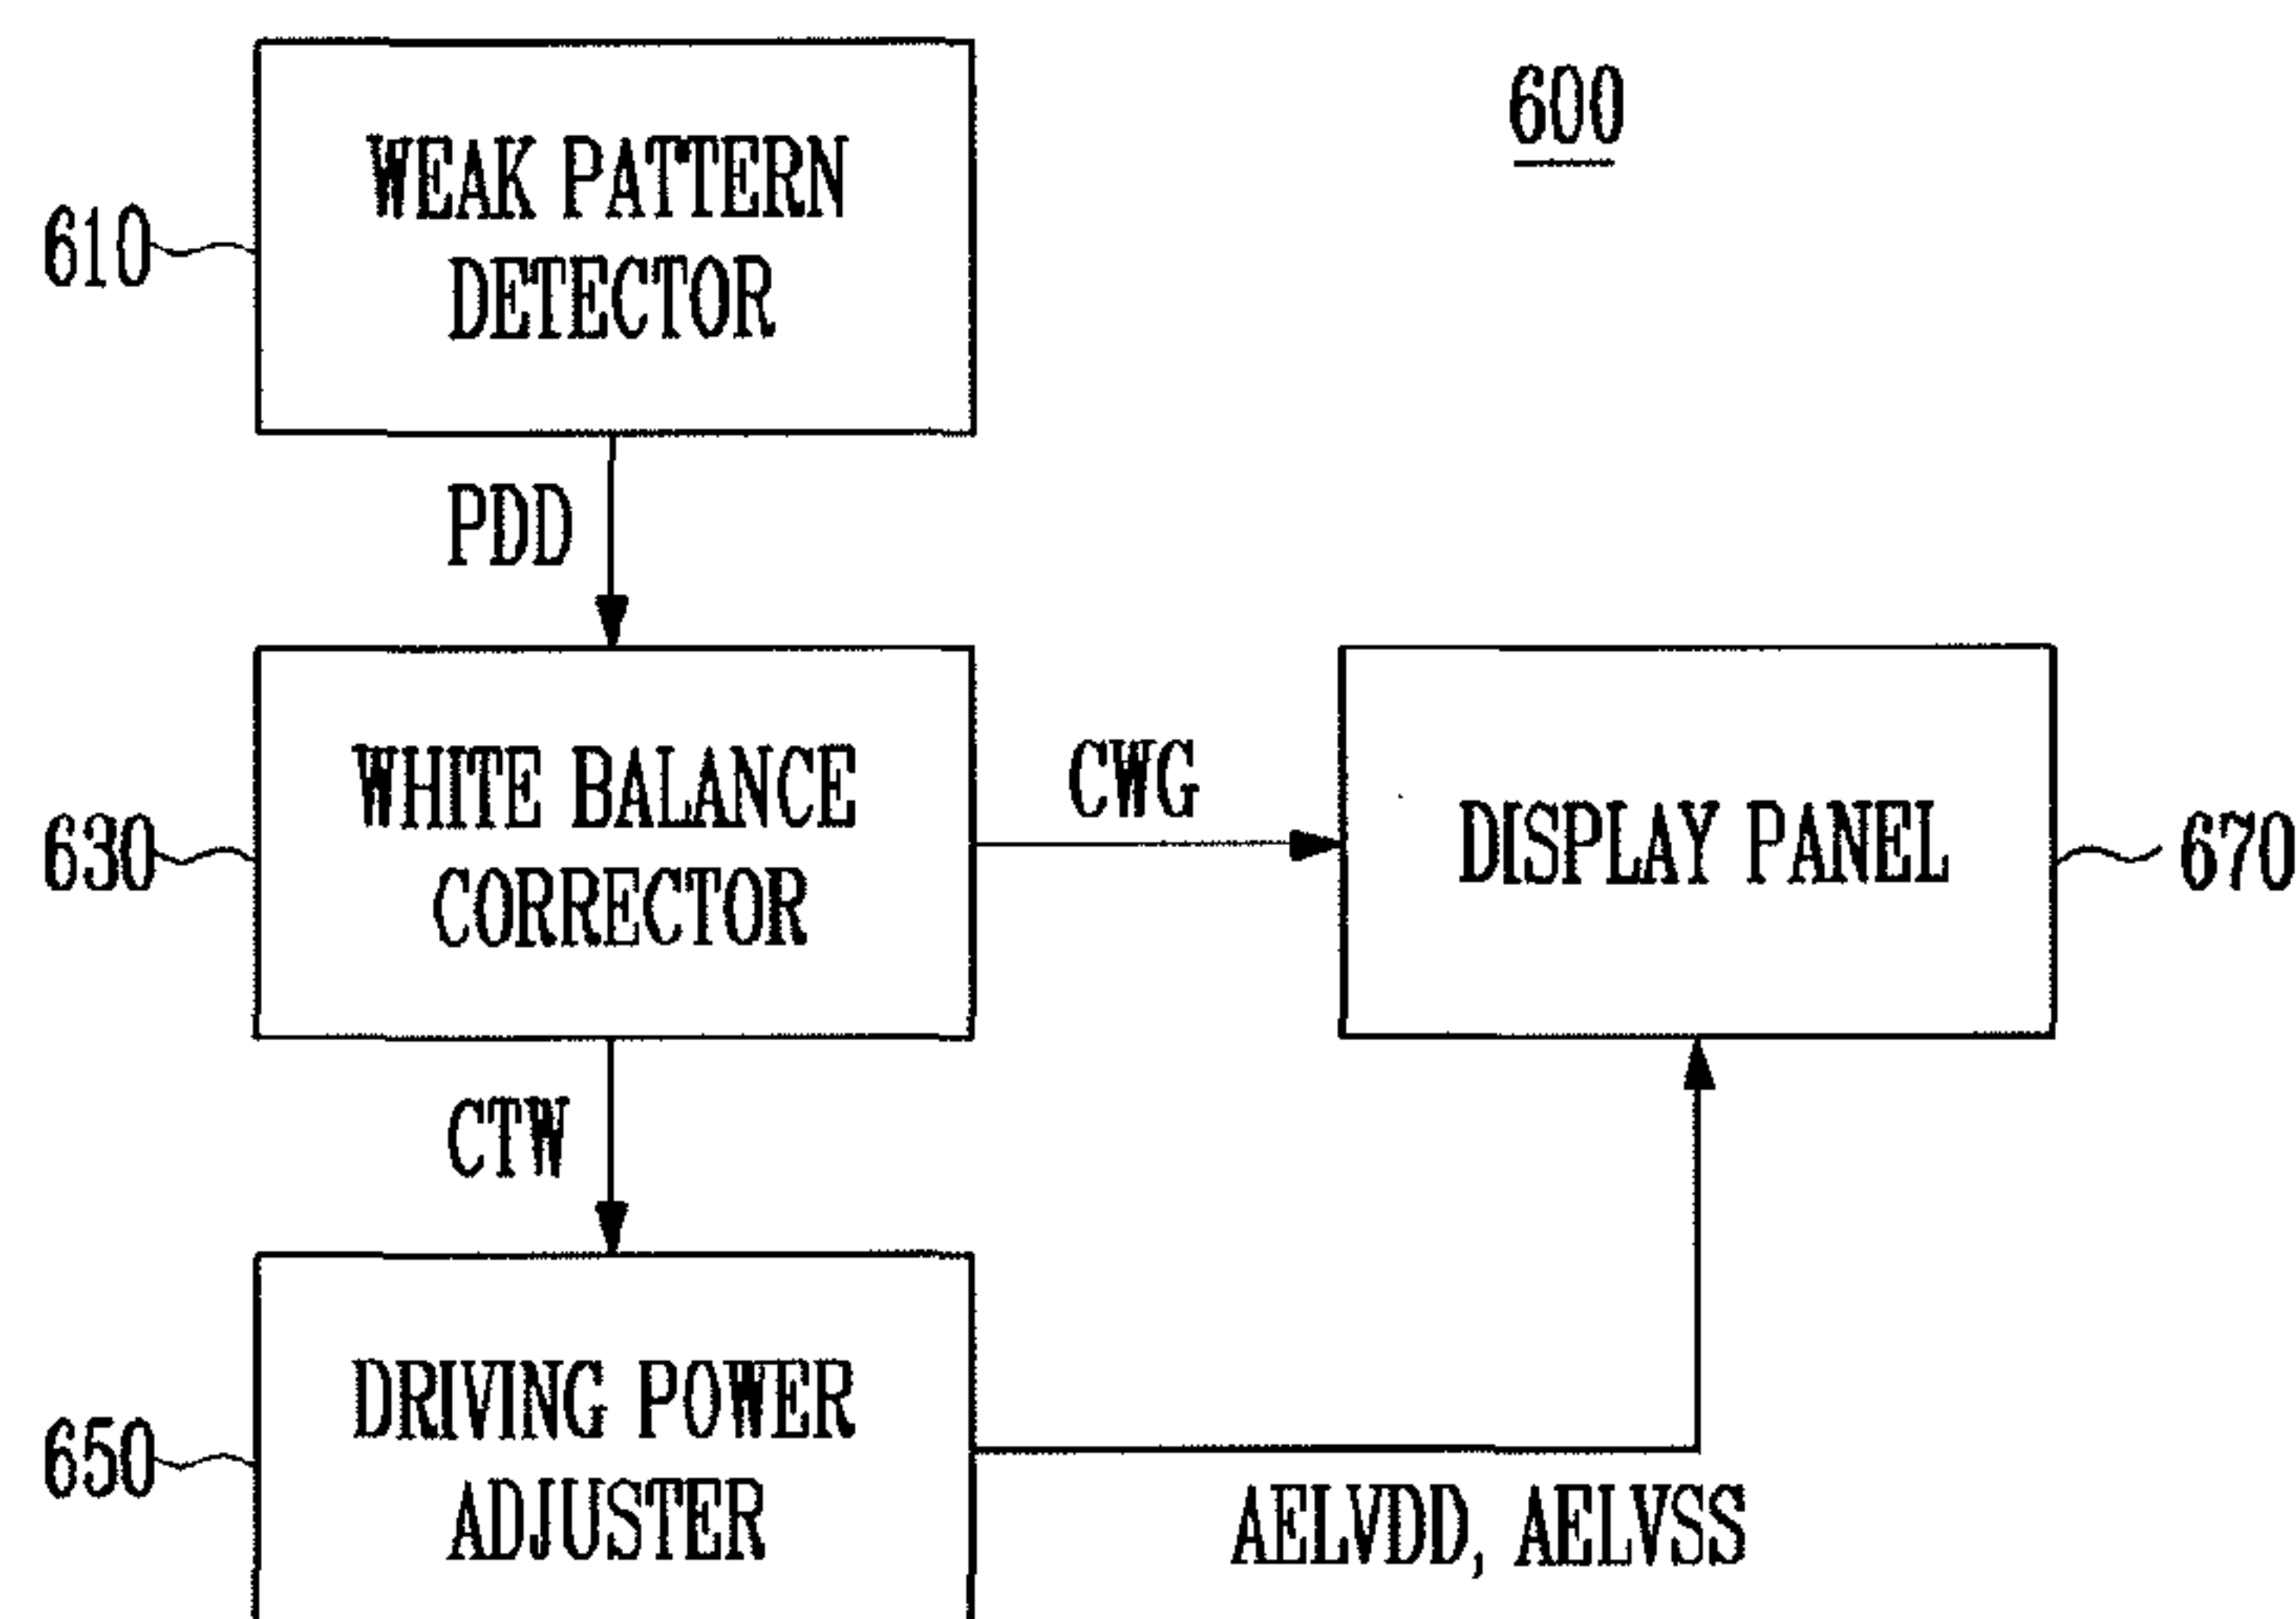 600
WEAK PATTERN
DETECTOR
610
PDD
WHITE BALANCE
CORRECTOR
630
CWG
DISPLAY PANEL
670
CTW
DRIVING POWER
ADJUSTER
650
AELVDD, AELVSS